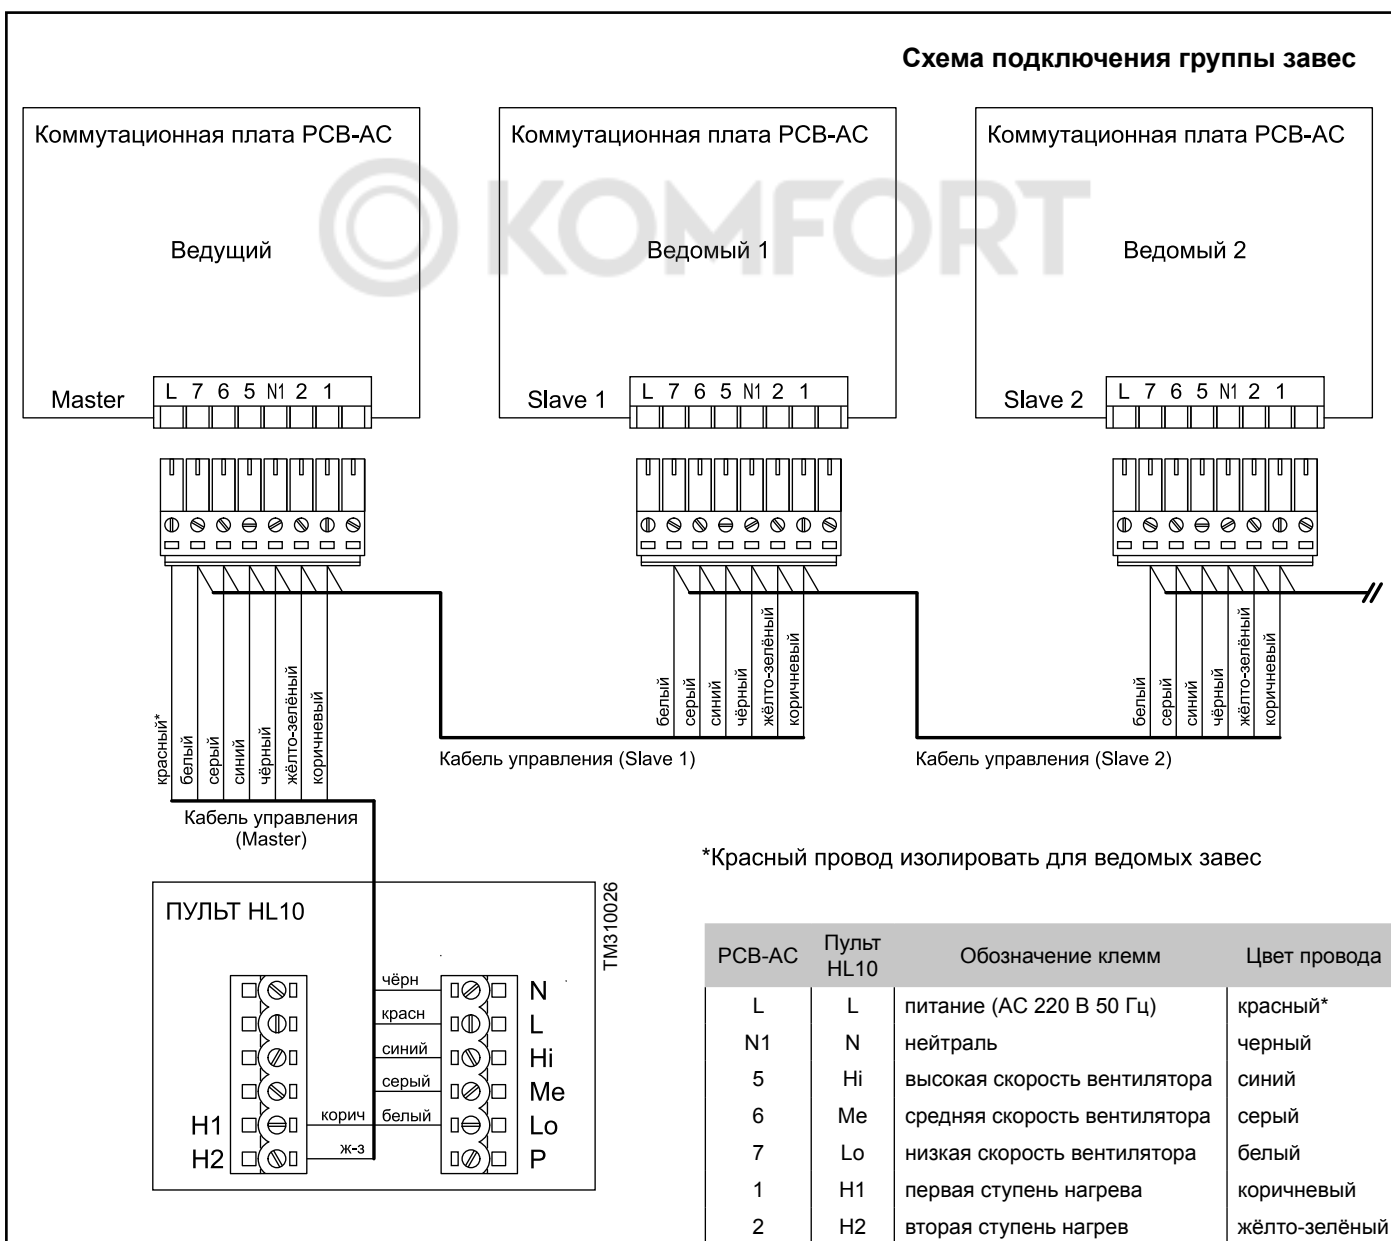 Схема подключения группы завес
Коммутационная плата PCB-AC
Коммутационная плата PCB-AC
Коммутационная плата PCB-AC
KOMFORT
Ведущий
Ведомый 1
Ведомый 2
Master
L 7 6 5 N1 2 1
Slave 1
L 7 6 5 N1 2 1
Slave 2
L 7 6 5 N1 2 1
красный*
белый
серый
синий
чёрный
жёлто-зелёный
коричневый
белый
серый
синий
чёрный
жёлто-зелёный
коричневый
белый
серый
синий
чёрный
жёлто-зелёный
коричневый
Кабель управления (Slave 1)
Кабель управления (Slave 2)
Кабель управления
(Master)
*Красный провод изолировать для ведомых завес
ПУЛЬТ HL10
TM310026
чёрн N
красн L
синий Hi
серый Me
H1 корич белый Lo
H2 ж-з P
PCB-AC Пульт HL10 Обозначение клемм Цвет провода
L L питание (АС 220 В 50 Гц) красный*
N1 N нейтраль черный
5 Hi высокая скорость вентилятора синий
6 Me средняя скорость вентилятора серый
7 Lo низкая скорость вентилятора белый
1 H1 первая ступень нагрева коричневый
2 H2 вторая ступень нагрев жёлто-зелёный